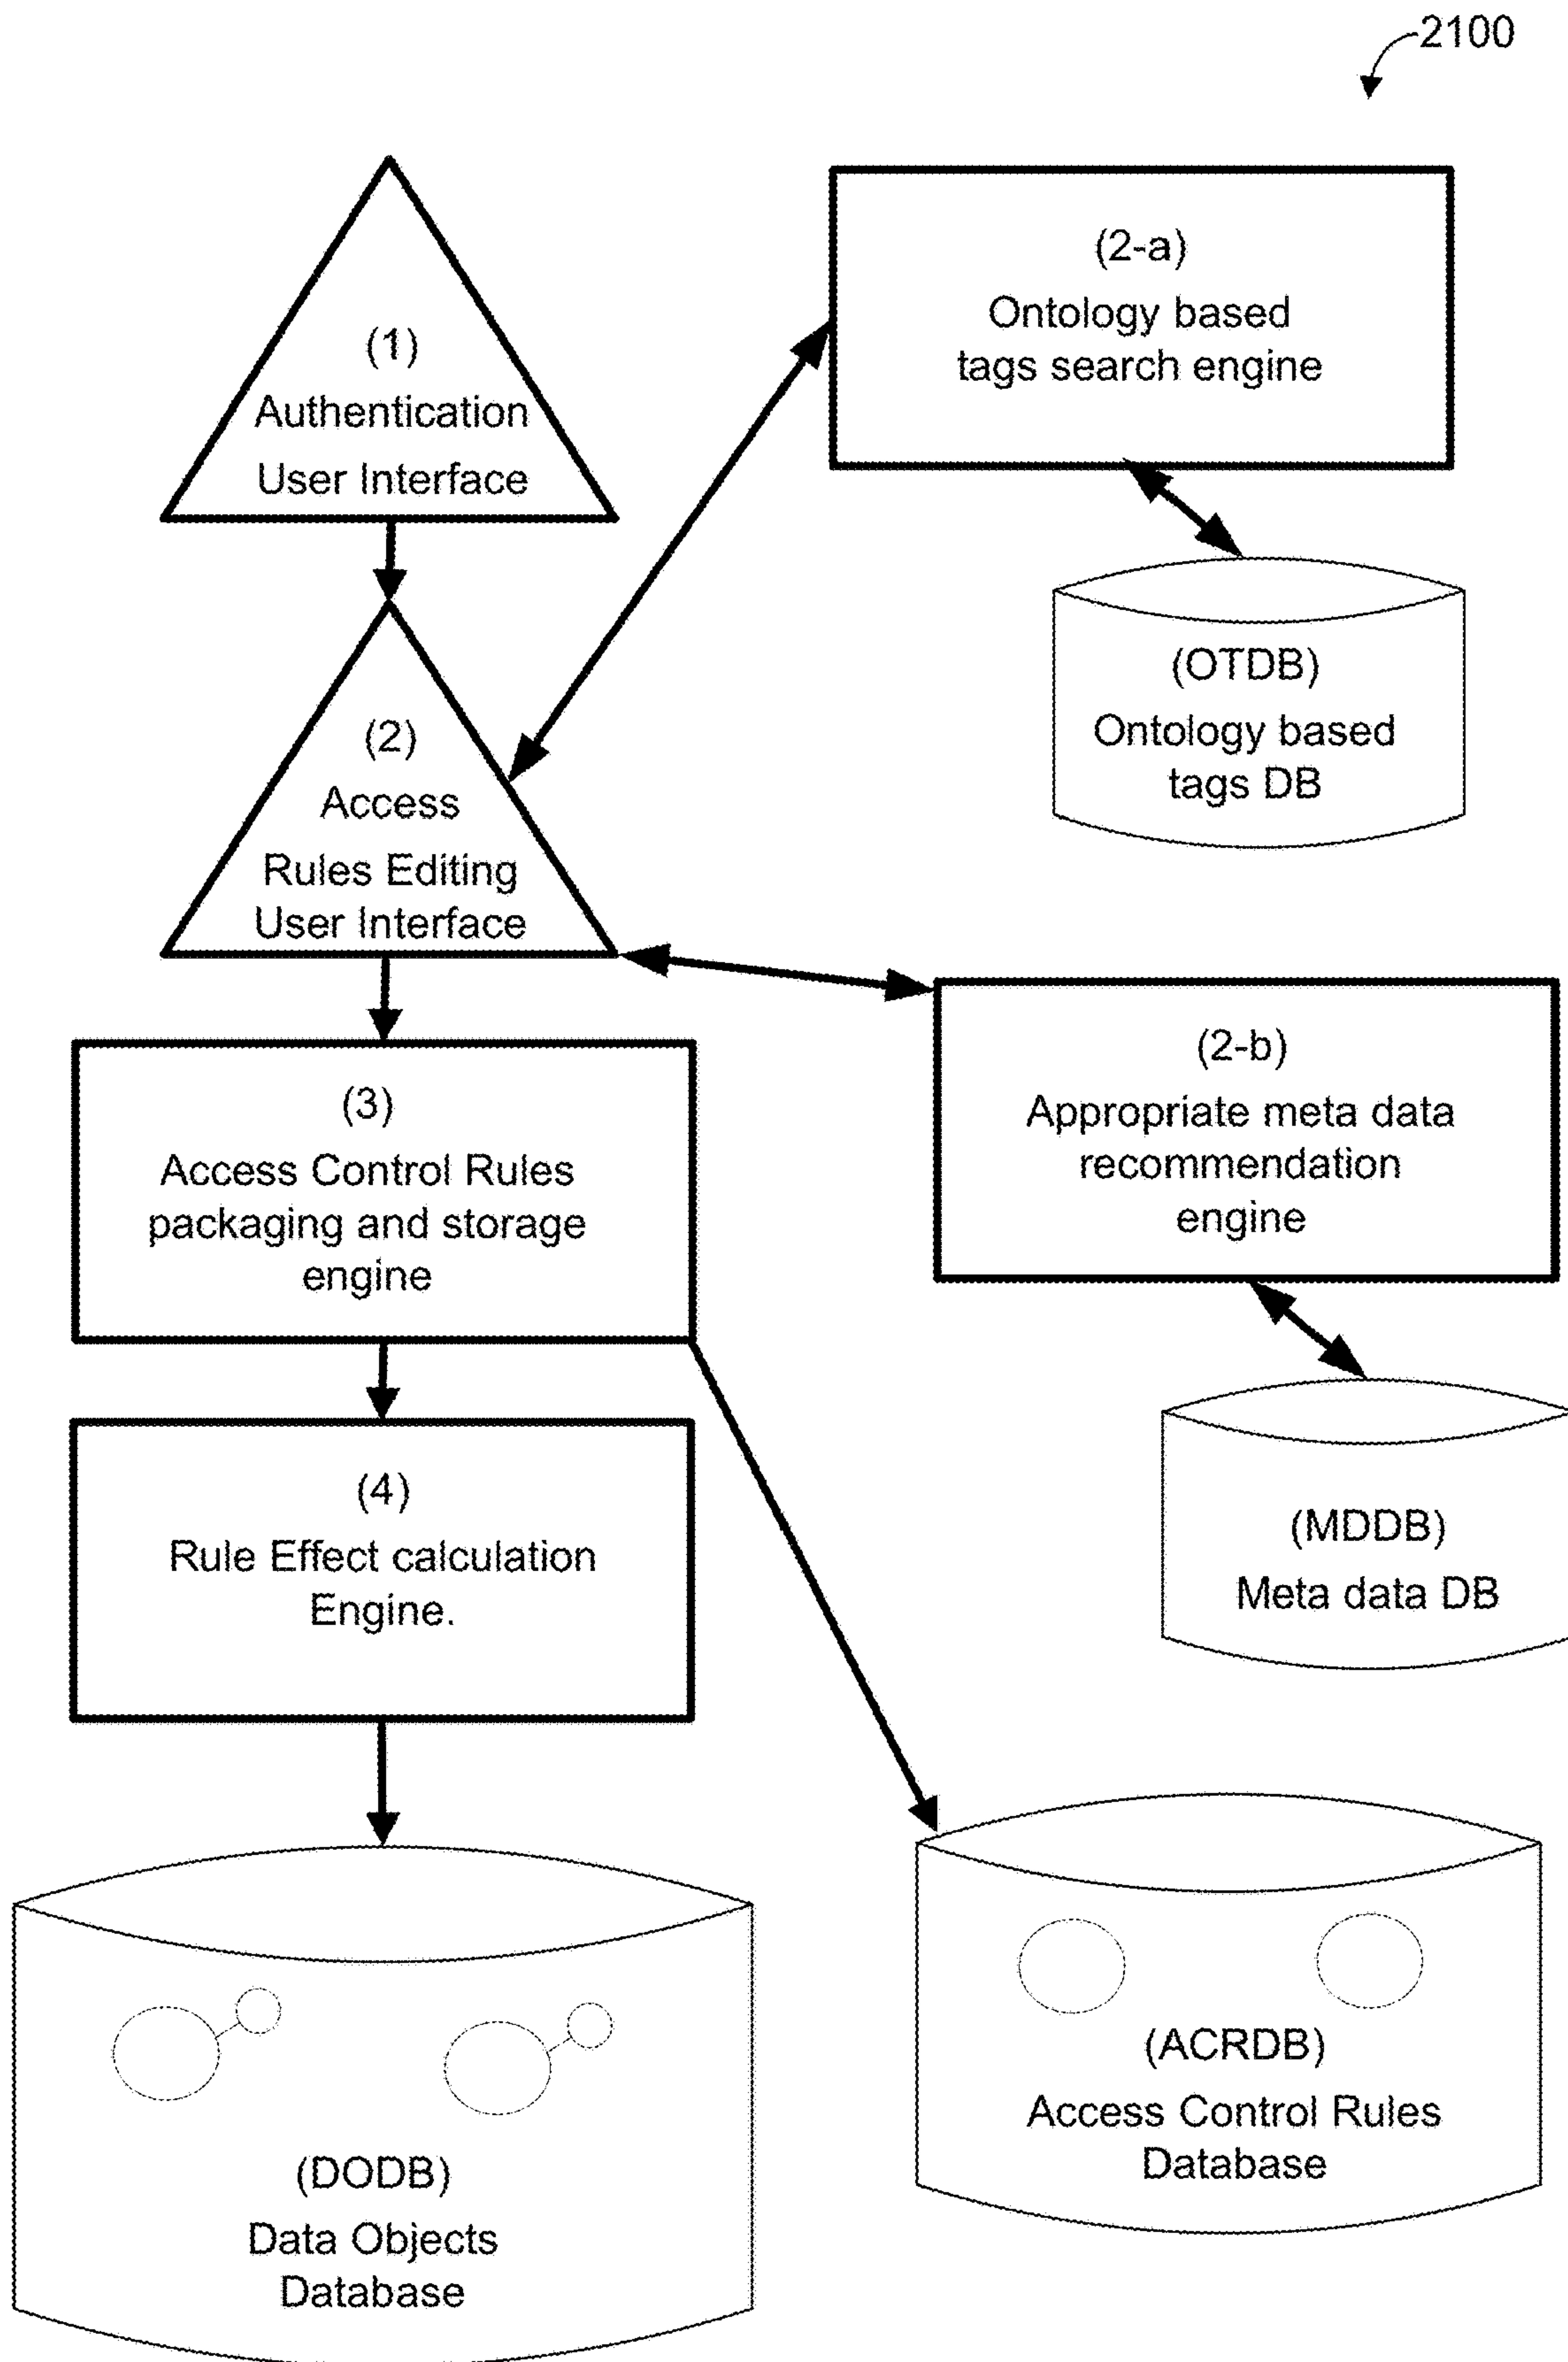 2100
(1)
Authentication
User Interface
(2-a)
Ontology based
tags search engine
(OTDB)
Ontology based
tags DB
(2)
Access
Rules Editing
User Interface
(2-b)
Appropriate meta data
recommendation
engine
(3)
Access Control Rules
packaging and storage
engine
(MDDB)
Meta data DB
(4)
Rule Effect calculation
Engine.
(ACRDB)
Access Control Rules
Database
(DODB)
Data Objects
Database